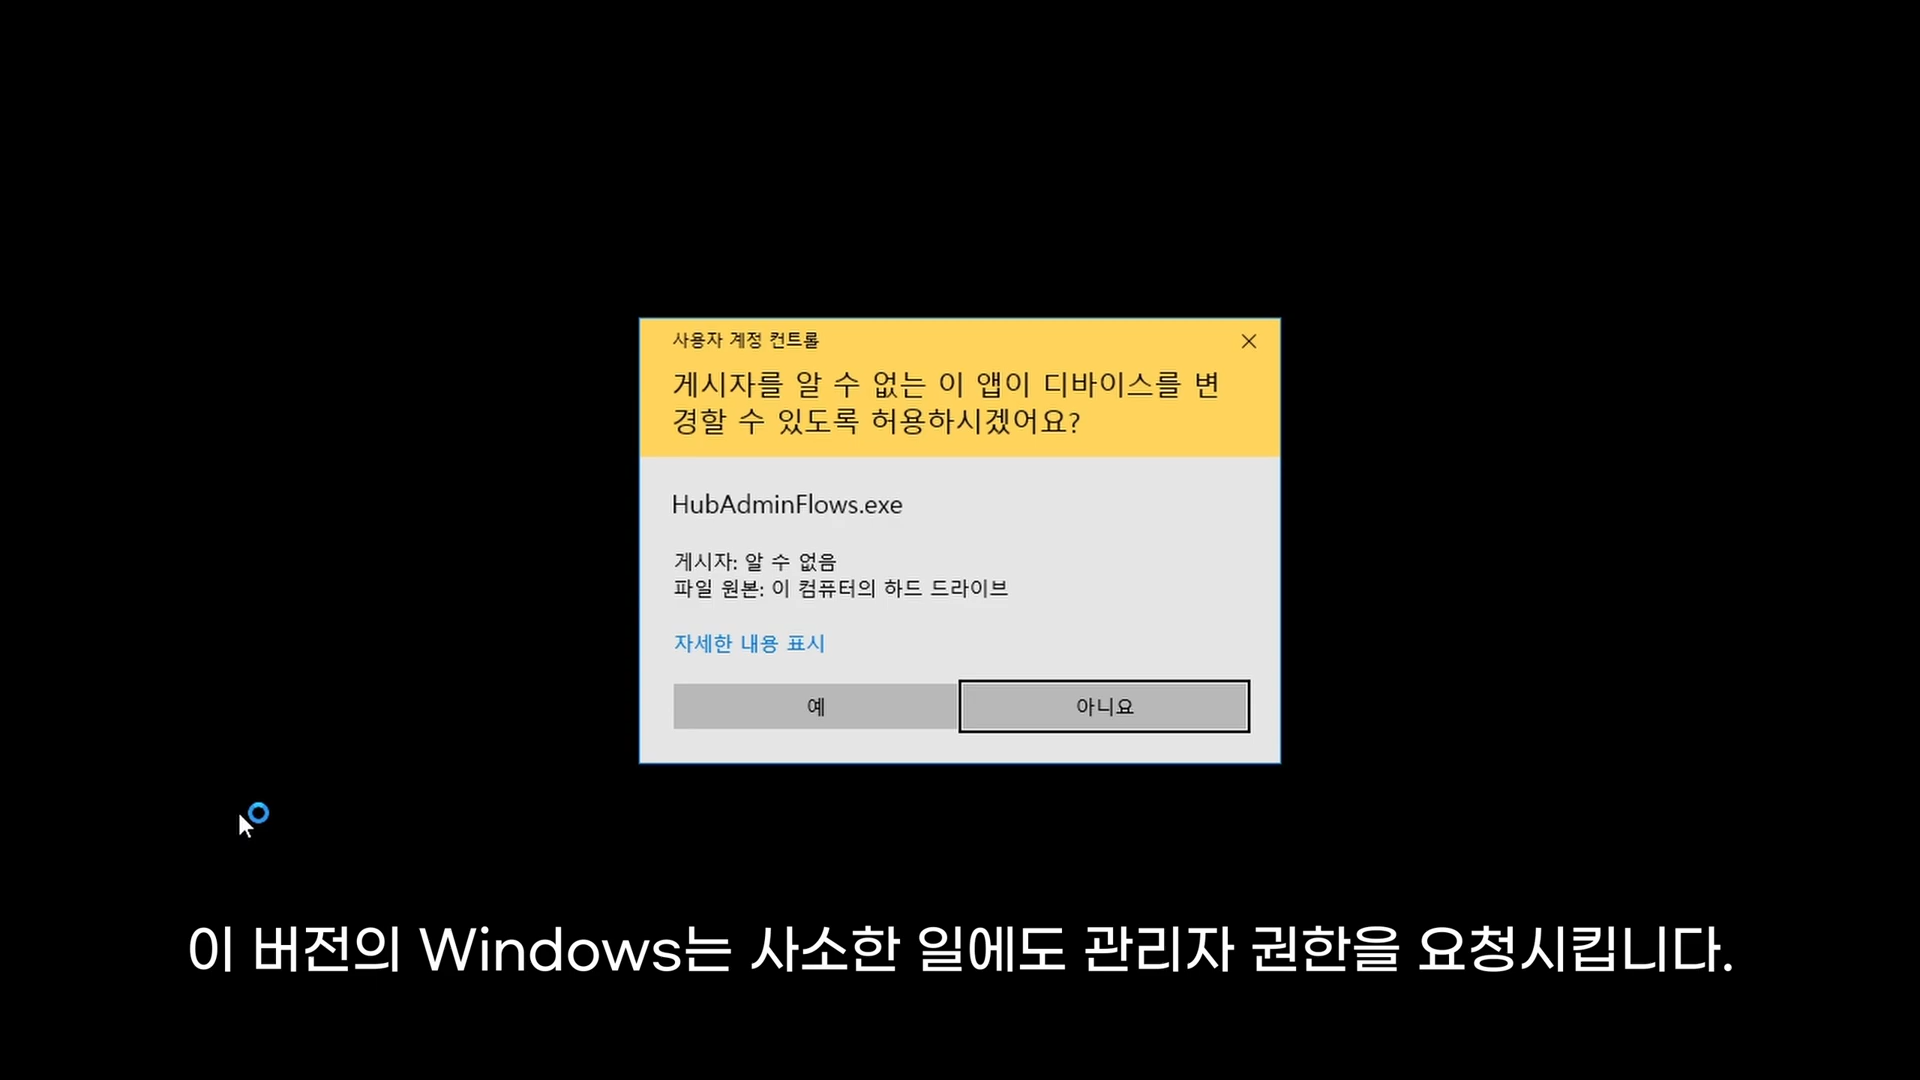 사용자 계정 컨트롤
게시자를 알 수 없는 이 앱이 디바이스를 변
경할 수 있도록 허용하시겠어요?
HubAdminFlows.exe
게시자: 알 수 없음
파일 원본: 이 컴퓨터의 하드 드라이브
자세한 내용 표시
예
아니요
이 버전의 Windows는 사소한 일에도 관리자 권한을 요청시킵니다.